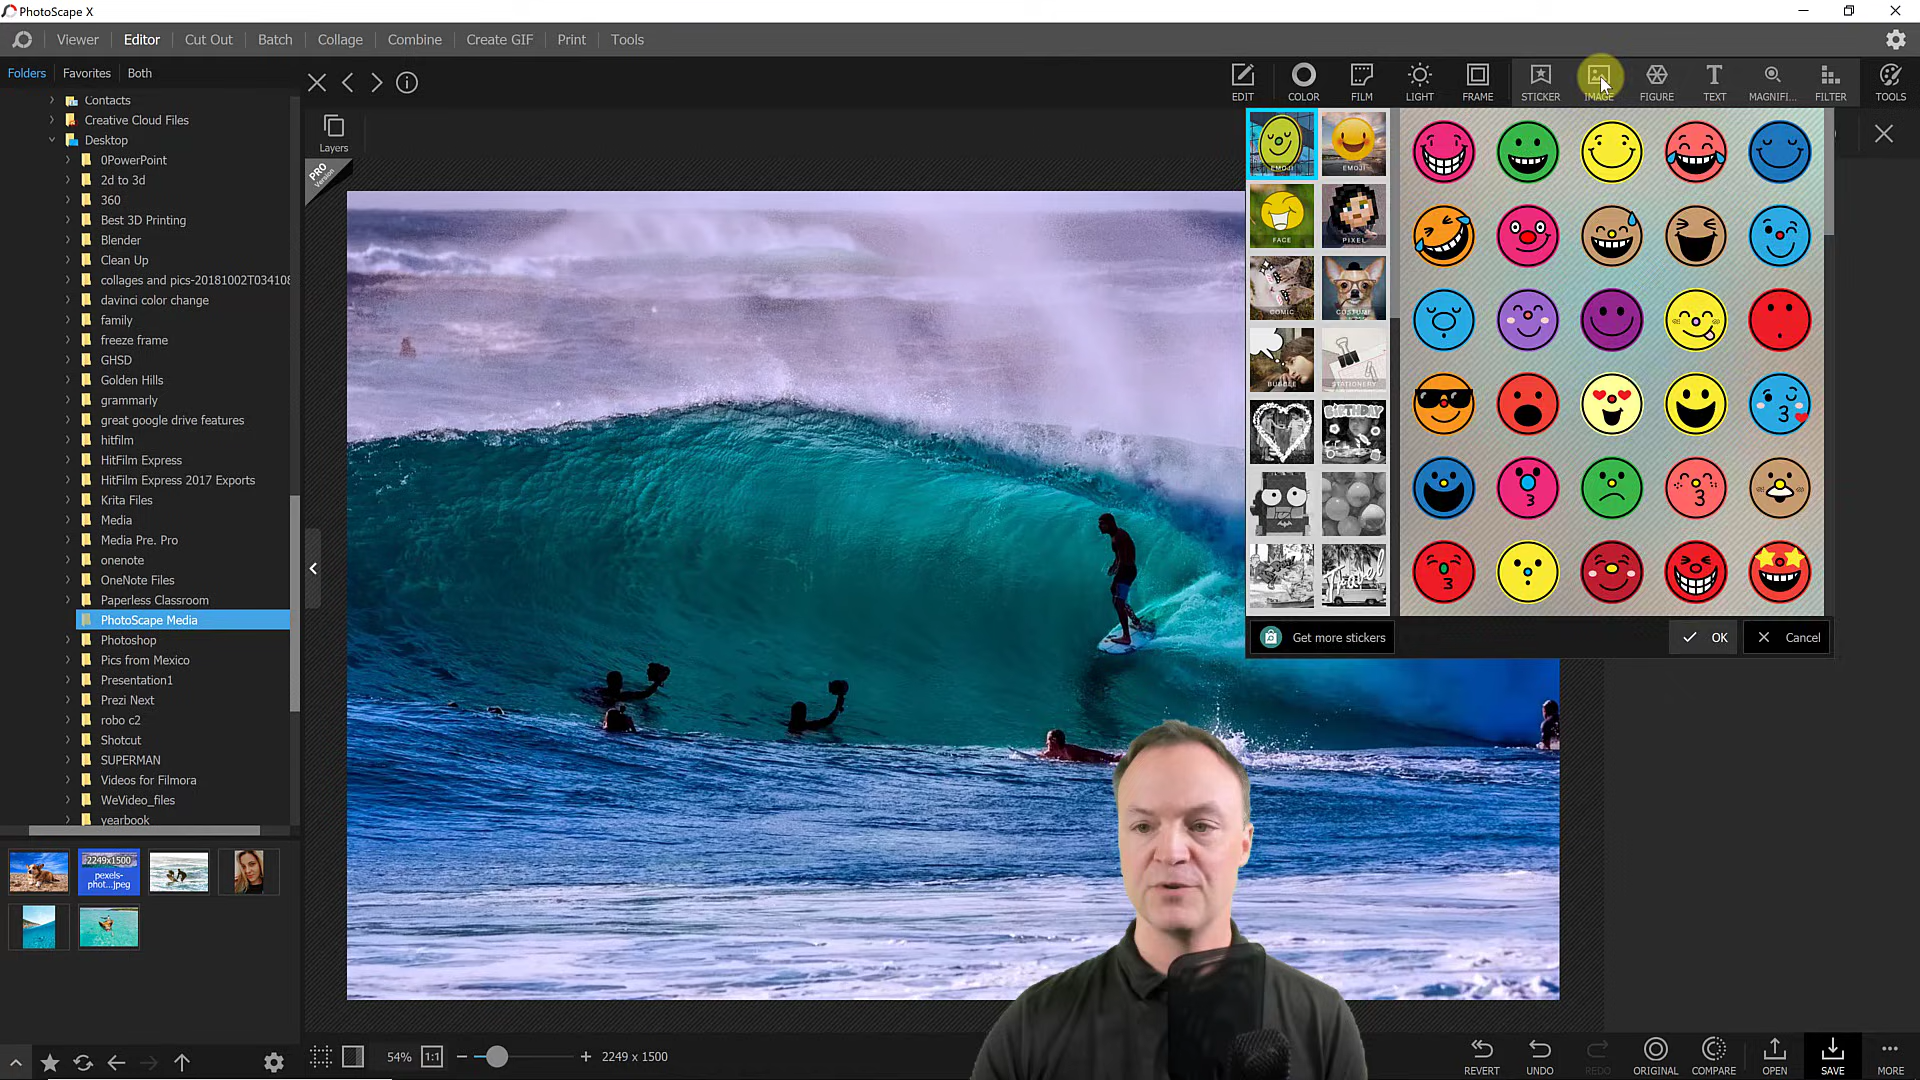 PhotoScape X
Viewer Editor Cut Out Batch Collage Combine Create GIF Print Tools
Folders Favorites Both
EDIT COLOR FILM LIGHT FRAME STICKER IMAGE FIGURE TEXT MAGNIFI... FILTER TOOLS
Layers
PRO Version
Contacts
Creative Cloud Files
Desktop
0PowerPoint
2d to 3d
360
Best 3D Printing
Blender
Clean Up
collages and pics-20181002T034108
davinci color change
family
freeze frame
GHSD
Golden Hills
grammarly
great google drive features
hitfilm
HitFilm Express
HitFilm Express 2017 Exports
Krita Files
Media
Media Pre. Pro
onenote
OneNote Files
Paperless Classroom
PhotoScape Media
Photoshop
Pics from Mexico
Presentation1
Prezi Next
robo c2
Shotcut
SUPERMAN
Videos for Filmora
WeVideo_files
yearbook
EMOJI EMOJI
FACE PIXEL
COMIC COSTUME
BUBBLE STATIONERY
BIRTHDAY
Travel
Get more stickers OK Cancel
2249x1500
pexels-
phot...jpeg
54% 1:1 2249 x 1500
REVERT UNDO REDO ORIGINAL COMPARE OPEN SAVE MORE